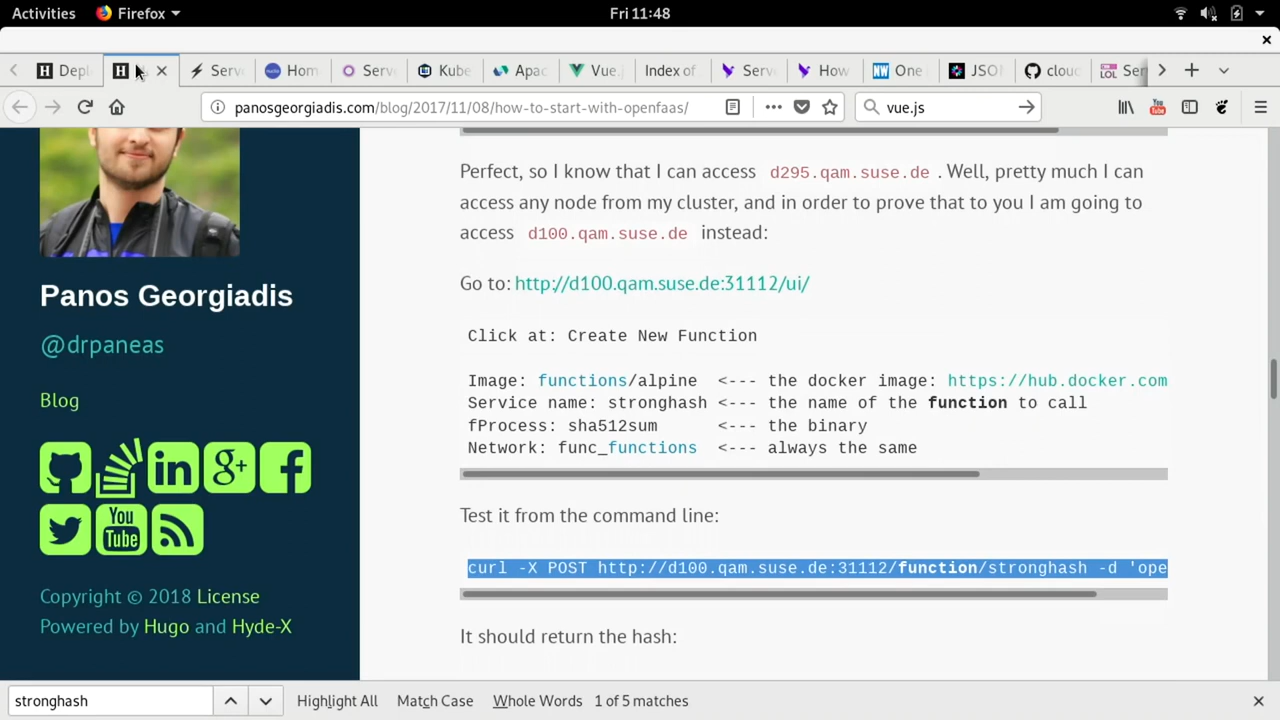 Activities Firefox Fri 11:48
Depl Serv Hom Serv Kube Apac Vue.j Index of Serv How One JSO clou LOL Ser
panosgeorgiadis.com/blog/2017/11/08/how-to-start-with-openfaas/ vue.js
Panos Georgiadis
@drpaneas
Blog
You
Tube
Copyright © 2018 License
Powered by Hugo and Hyde-X
Perfect, so I know that I can access d295.qam.suse.de . Well, pretty much I can
access any node from my cluster, and in order to prove that to you I am going to
access d100.qam.suse.de instead:
Go to: http://d100.qam.suse.de:31112/ui/
Click at: Create New Function
Image: functions/alpine <--- the docker image: https://hub.docker.com
Service name: stronghash <--- the name of the function to call
fProcess: sha512sum <--- the binary
Network: func_functions <--- always the same
Test it from the command line:
curl -X POST http://d100.qam.suse.de:31112/function/stronghash -d 'ope
It should return the hash:
stronghash Highlight All Match Case Whole Words 1 of 5 matches